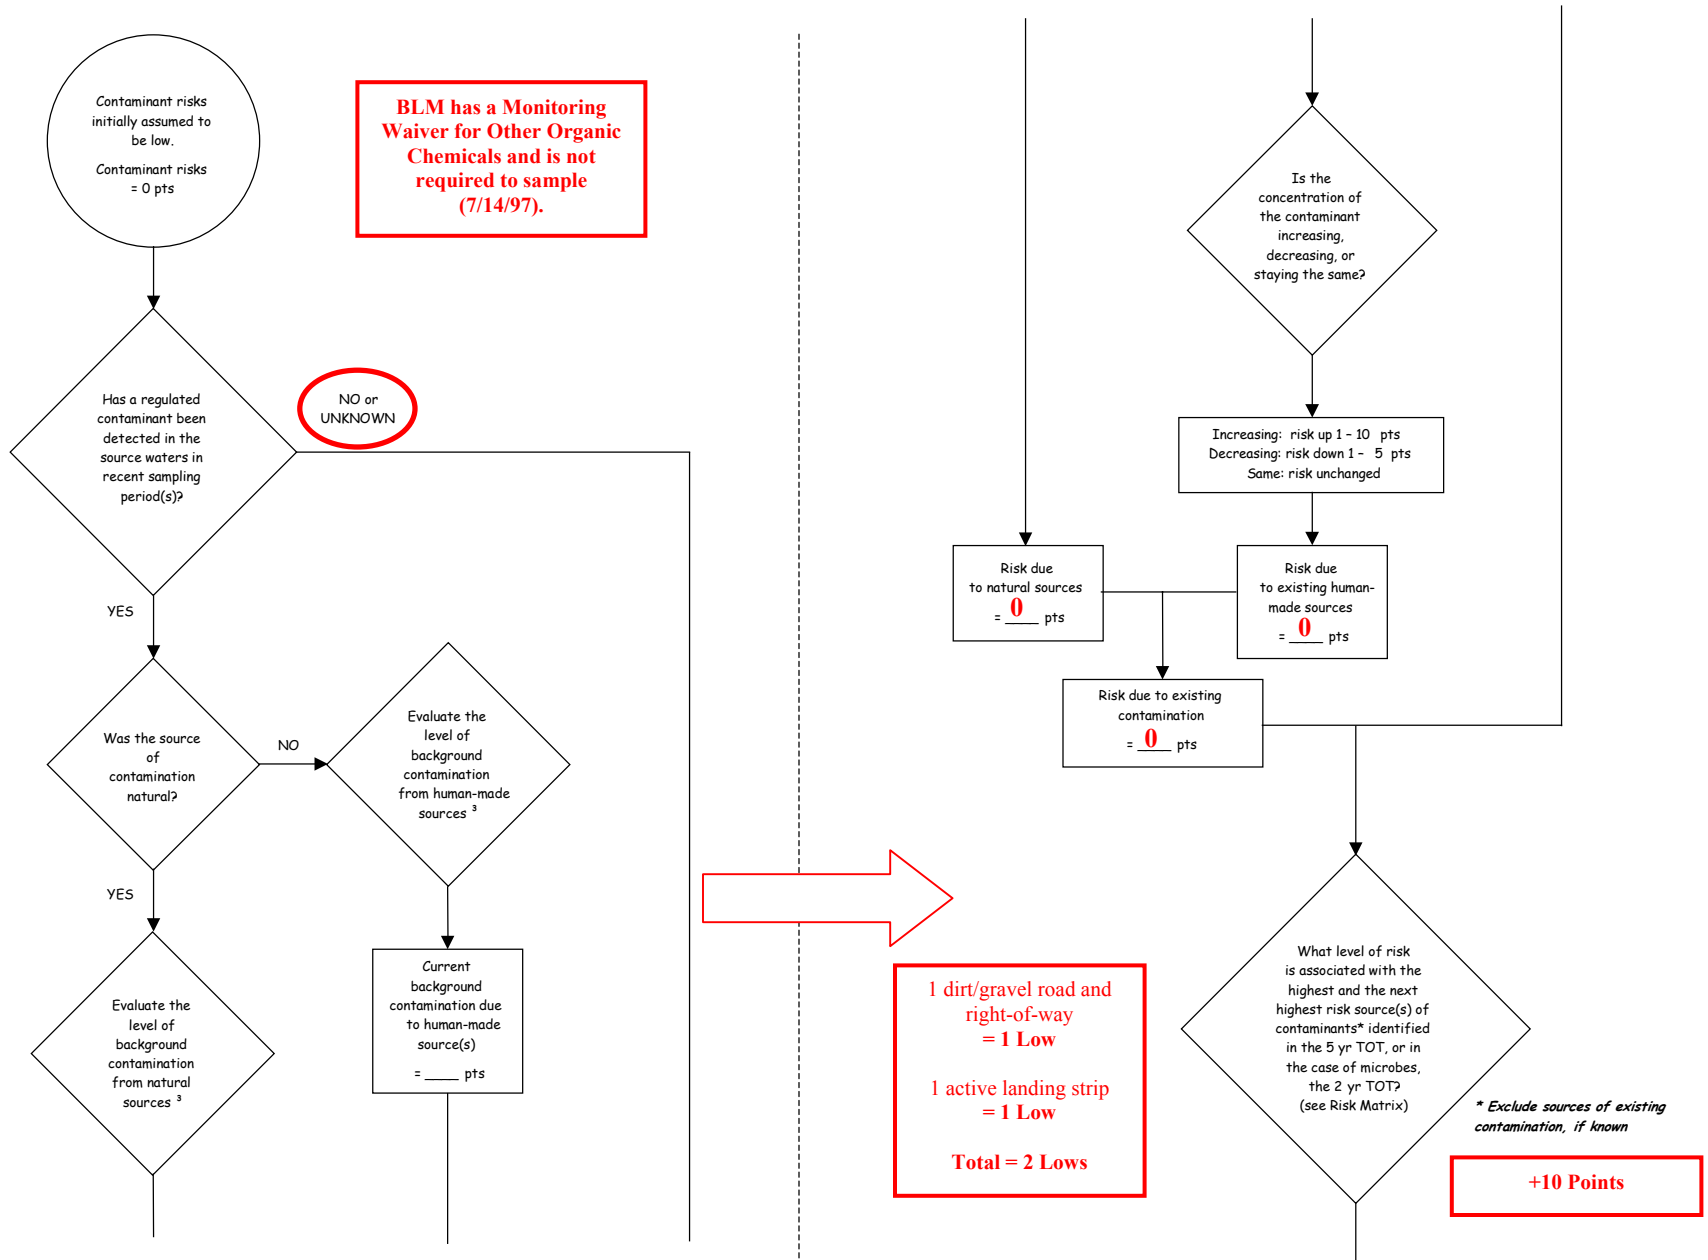 Contaminant risks
initially assumed to
be low.
Contaminant risks
= 0 pts
BLM has a Monitoring
Waiver for Other Organic
Chemicals and is not
required to sample
(7/14/97).
Has a regulated
contaminant been
detected in the
source waters in
recent sampling
period(s)?
NO or
UNKNOWN
YES
Was the source
of
contamination
natural?
NO
Evaluate the
level of
background
contamination
from human-made
sources ³
YES
Evaluate the
level of
background
contamination
from natural
sources ³
Current
background
contamination due
to human-made
source(s)
= ____ pts
Is the
concentration of
the contaminant
increasing,
decreasing, or
staying the same?
Increasing: risk up 1 - 10 pts
Decreasing: risk down 1 - 5 pts
Same: risk unchanged
Risk due
to natural sources
= 0 pts
Risk due
to existing human-
made sources
= 0 pts
Risk due to existing
contamination
= 0 pts
1 dirt/gravel road and
right-of-way
= 1 Low
1 active landing strip
= 1 Low
Total = 2 Lows
What level of risk
is associated with the
highest and the next
highest risk source(s) of
contaminants* identified
in the 5 yr TOT, or in
the case of microbes,
the 2 yr TOT?
(see Risk Matrix)
* Exclude sources of existing
contamination, if known
+10 Points